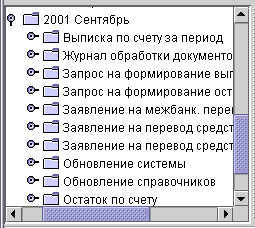 2001 Сентябрь
Выписка по счету за период
Журнал обработки документо
Запрос на формирование вып
Запрос на формирование ост
Заявление на межбанк. пере
Заявление на перевод средст
Заявление на перевод средст
Обновление системы
Обновление справочников
Остаток по счету